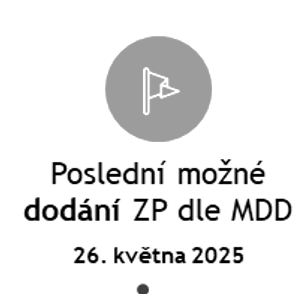 Poslední možné
dodání ZP dle MDD
26. května 2025